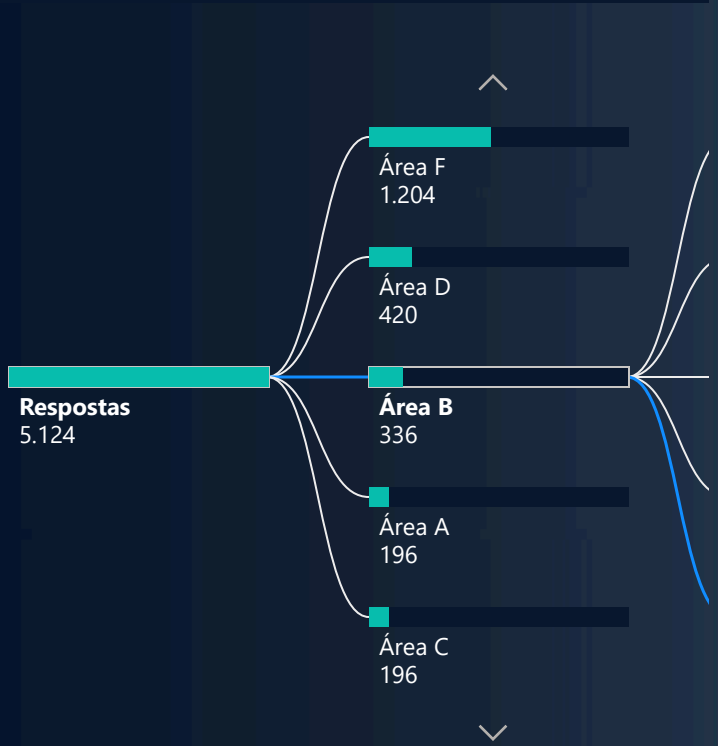 Área F
1.204
Área D
420
Respostas
5.124
Área B
336
Área A
196
Área C
196